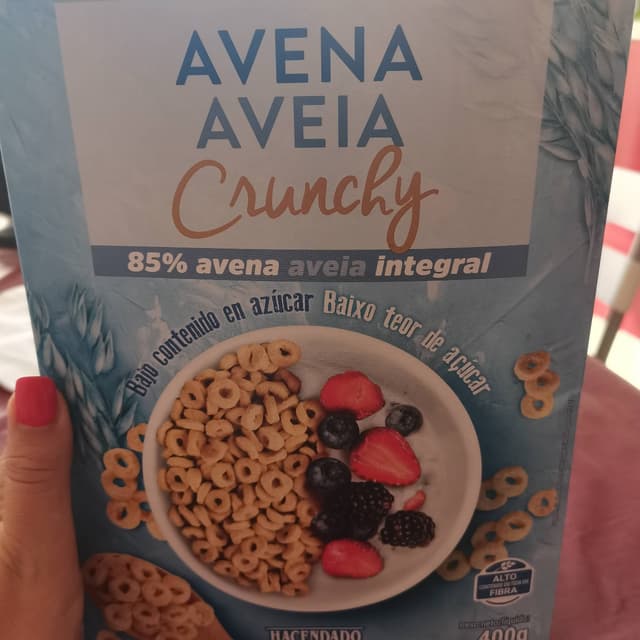 AVENA
AVEIA
Crunchy
85% avena aveia integral
Bajo contenido en azúcar Baixo teor de açúcar
ALTO
FIBRA
HACENDADO
400g